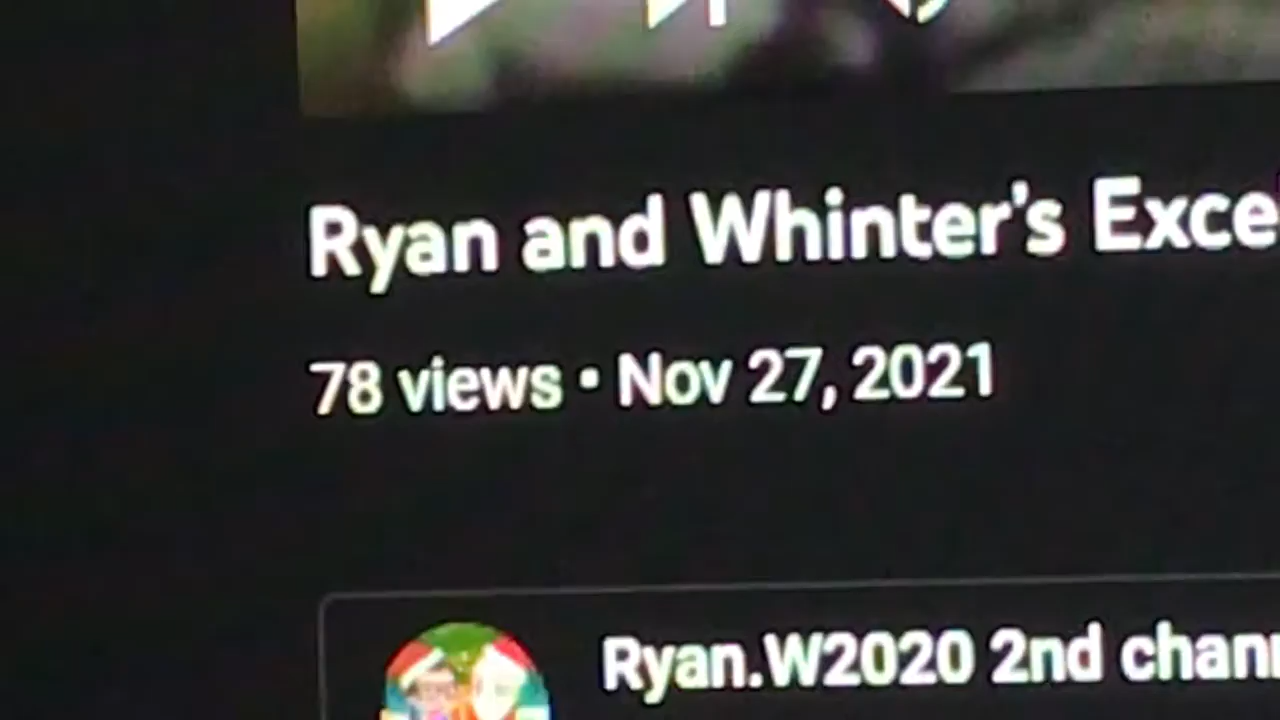 Ryan and Whinter's Exce
78 views • Nov 27, 2021
Ryan.W2020 2nd chann